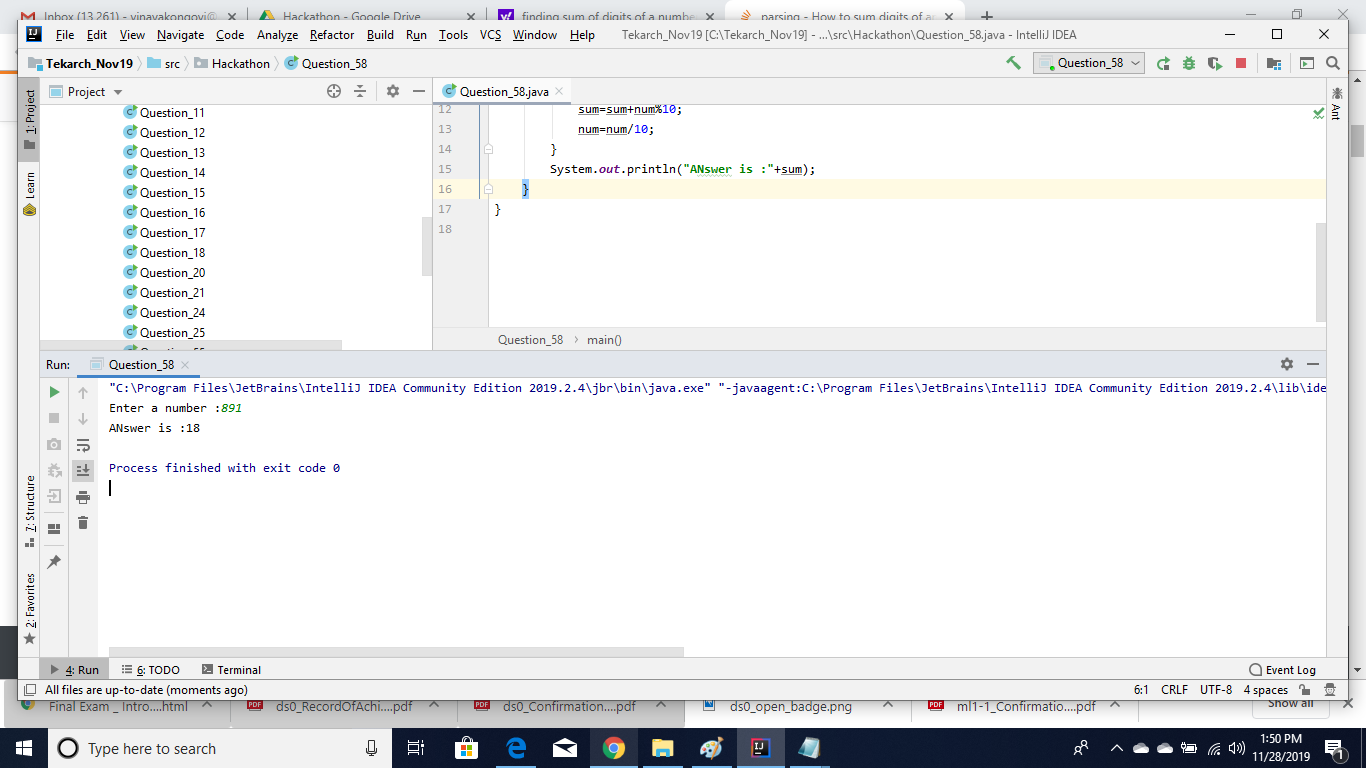 Inbox (13,261) - vinayakongovi@
Hackathon - Google Drive
finding sum of digits of a numbe
parsing - How to sum digits of a
File Edit View Navigate Code Analyze Refactor Build Run Tools VCS Window Help
Tekarch_Nov19 [C:\Tekarch_Nov19] - ...\src\Hackathon\Question_58.java - IntelliJ IDEA
Tekarch_Nov19 src Hackathon Question_58
Question_58
1: Project
Learn
7: Structure
2: Favorites
Project
Question_11
Question_12
Question_13
Question_14
Question_15
Question_16
Question_17
Question_18
Question_20
Question_21
Question_24
Question_25
Question_58.java
12 sum=sum+num%10;
13 num=num/10;
14 }
15 System.out.println("ANswer is :"+sum);
16 }
17 }
18
Question_58 › main()
Ant
Run: Question_58
"C:\Program Files\JetBrains\IntelliJ IDEA Community Edition 2019.2.4\jbr\bin\java.exe" "-javaagent:C:\Program Files\JetBrains\IntelliJ IDEA Community Edition 2019.2.4\lib\ide
Enter a number :891
ANswer is :18
Process finished with exit code 0
4: Run 6: TODO Terminal
Event Log
All files are up-to-date (moments ago)
6:1 CRLF UTF-8 4 spaces
Final Exam _ Intro....html
ds0_RecordOfAchi....pdf
ds0_Confirmation....pdf
ds0_open_badge.png
ml1-1_Confirmatio....pdf
Show all
Type here to search
1:50 PM
11/28/2019
1